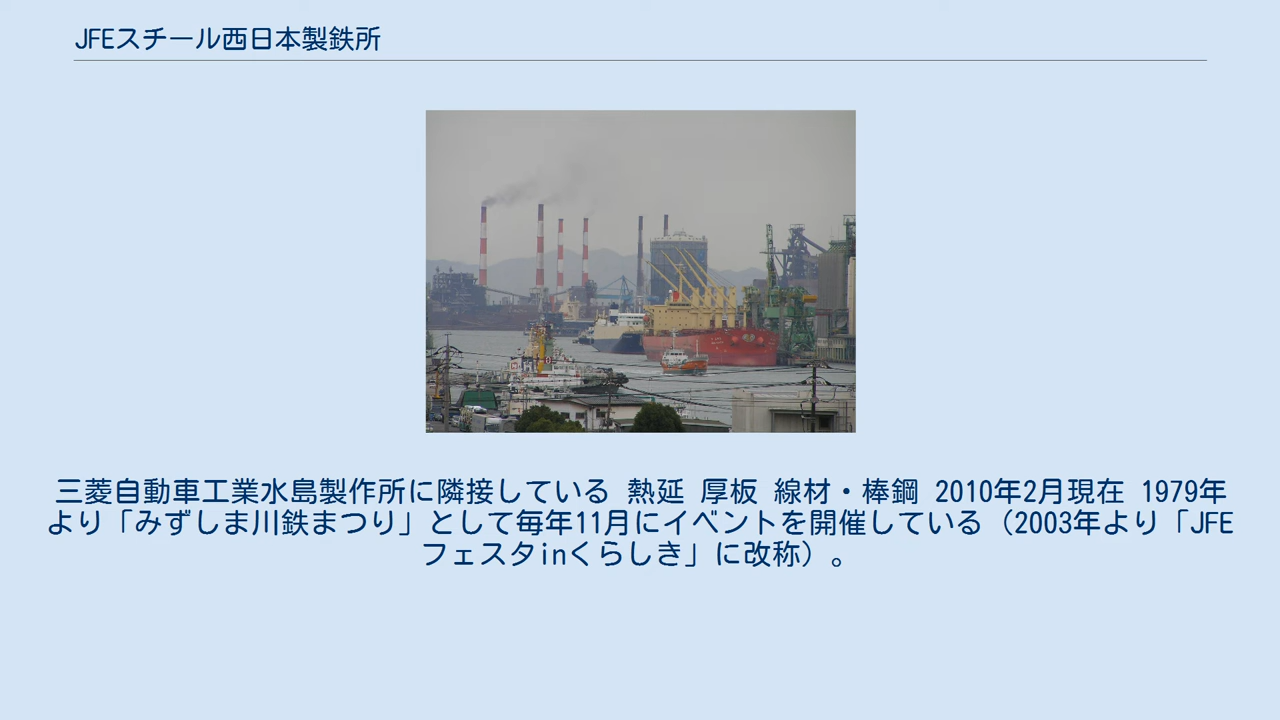 JFEスチール西日本製鉄所
三菱自動車工業水島製作所に隣接している 熱延 厚板 線材・棒鋼 2010年2月現在 1979年
より「みずしま川鉄まつり」として毎年11月にイベントを開催している（2003年より「JFE
フェスタinくらしき」に改称）。